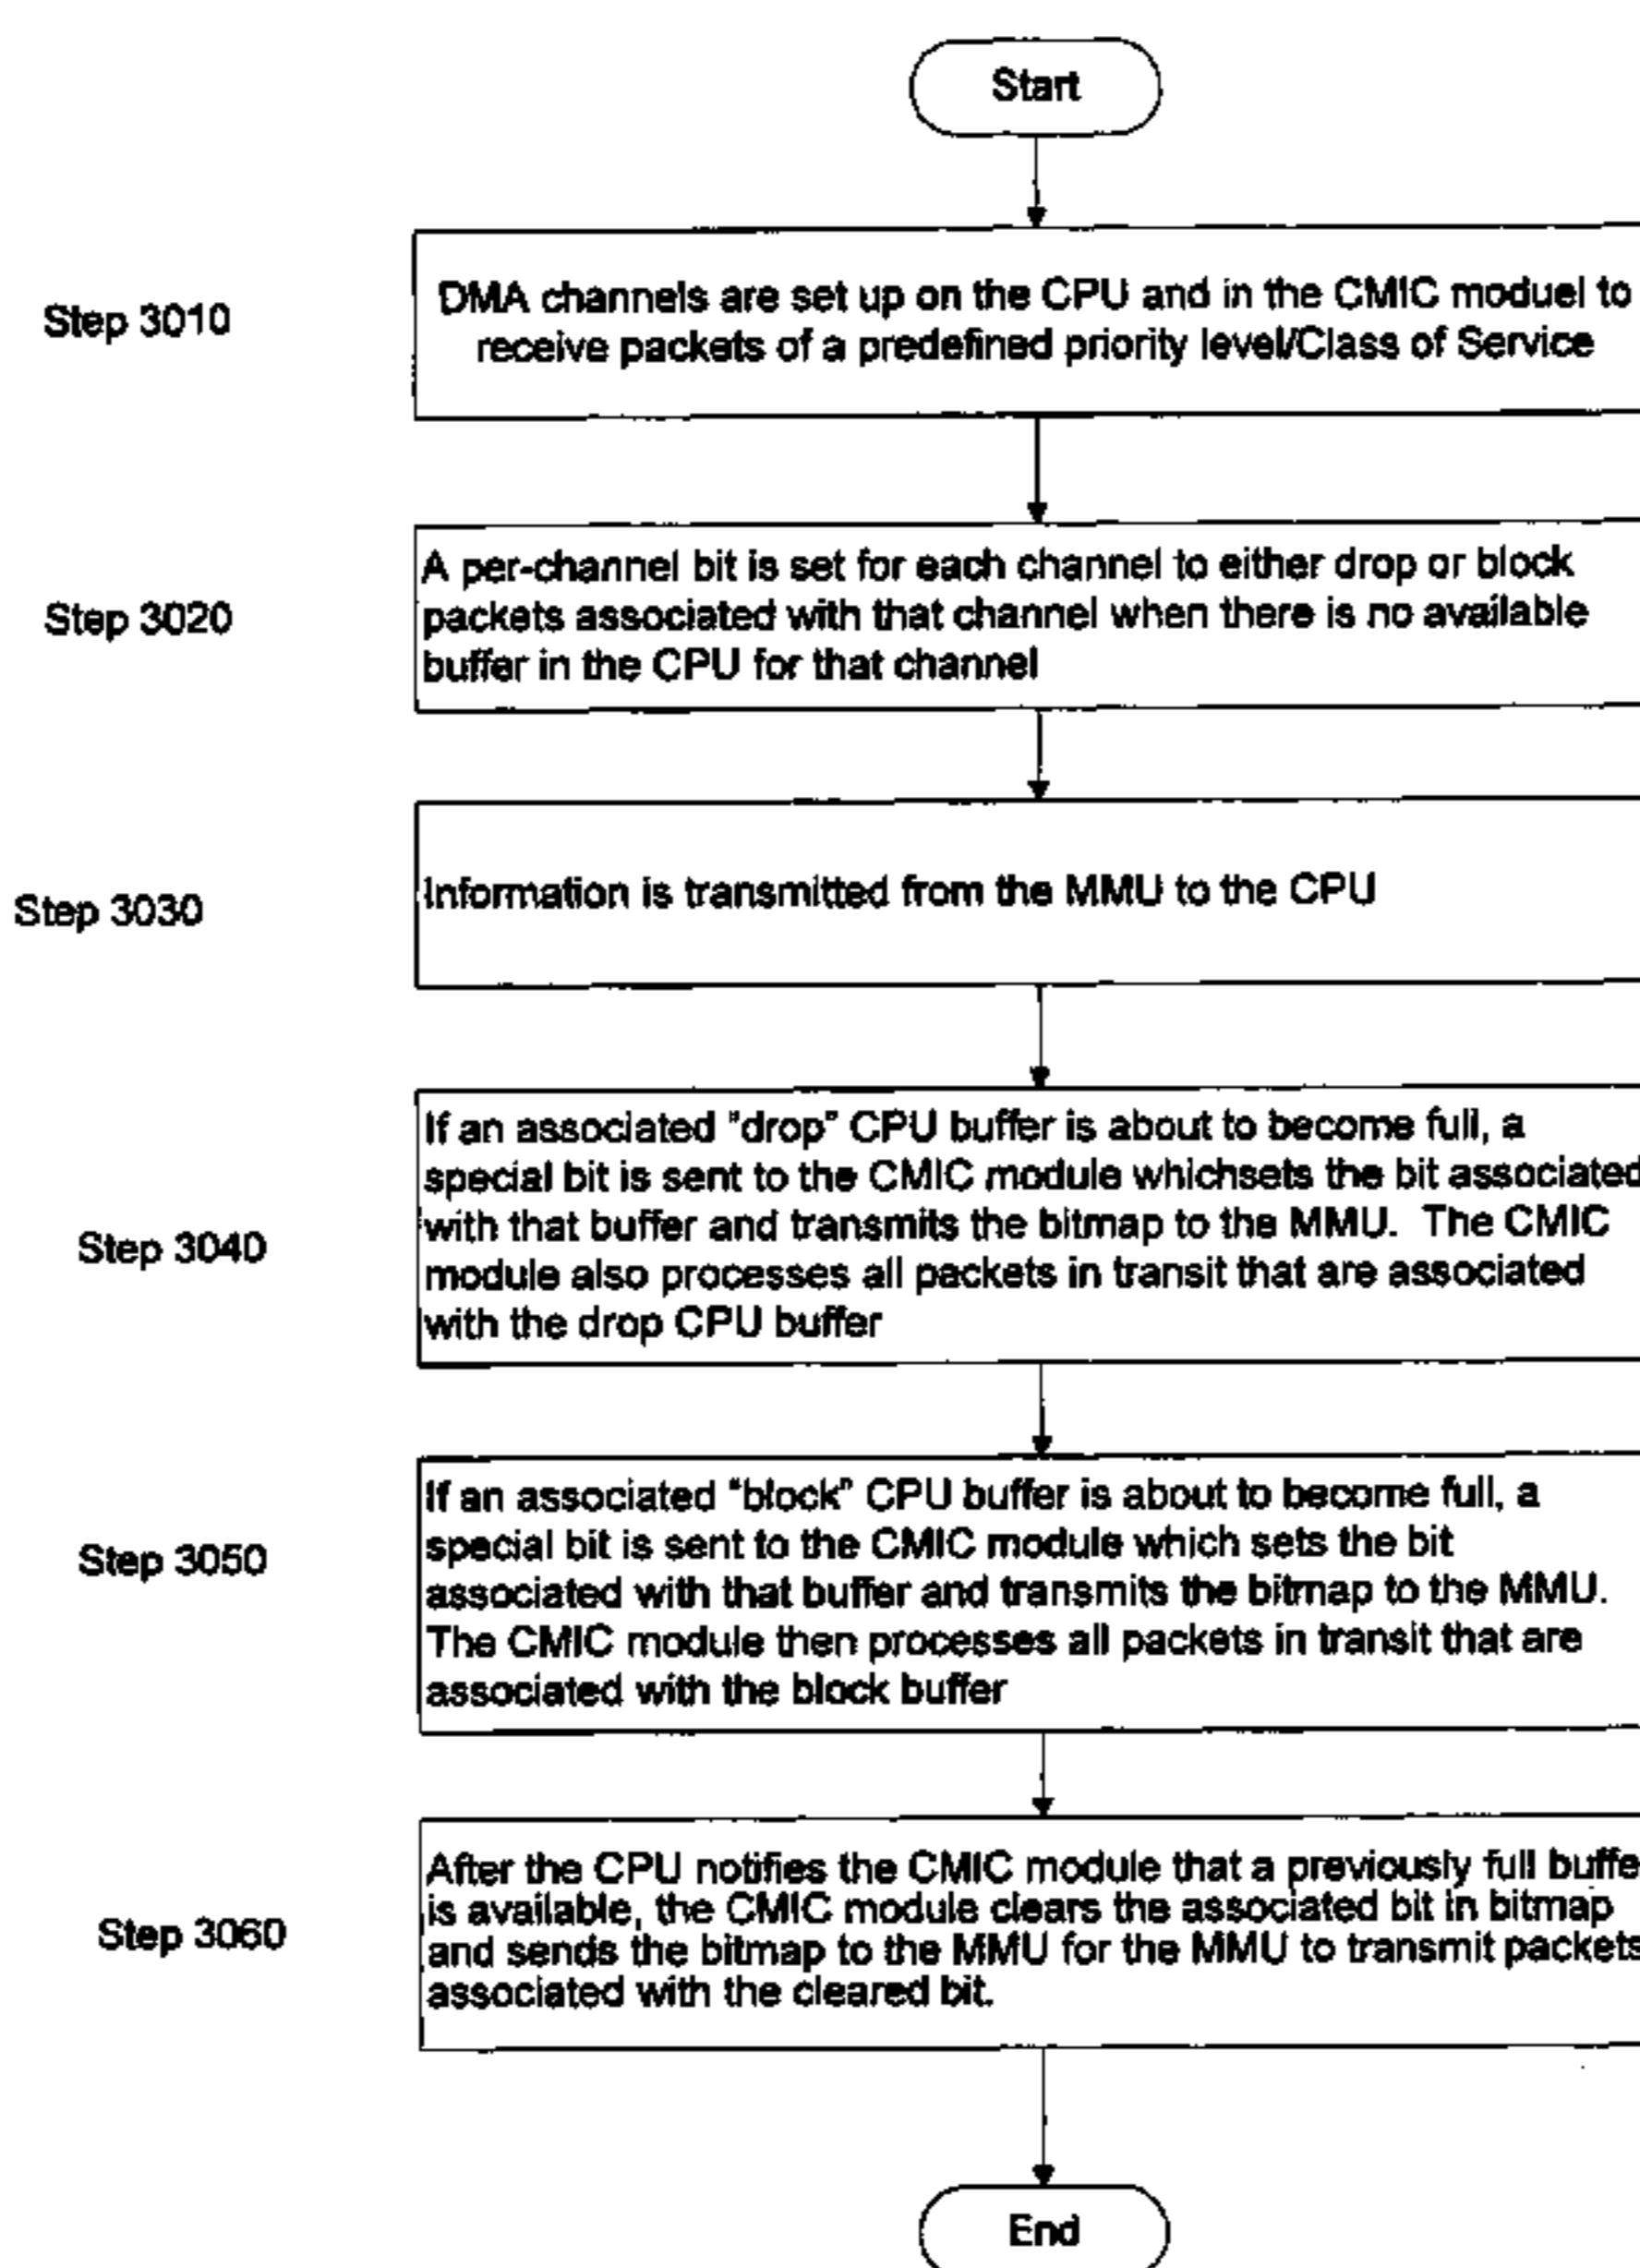 Start
Step 3010
DMA channels are set up on the CPU and in the CMIC moduel to
receive packets of a predefined priority level/Class of Service
Step 3020
A per-channel bit is set for each channel to either drop or block
packets associated with that channel when there is no available
buffer in the CPU for that channel
Step 3030
Information is transmitted from the MMU to the CPU
Step 3040
If an associated "drop" CPU buffer is about to become full, a
special bit is sent to the CMIC module whichsets the bit associated
with that buffer and transmits the bitmap to the MMU. The CMIC
module also processes all packets in transit that are associated
with the drop CPU buffer
Step 3050
If an associated "block" CPU buffer is about to become full, a
special bit is sent to the CMIC module which sets the bit
associated with that buffer and transmits the bitmap to the MMU.
The CMIC module then processes all packets in transit that are
associated with the block buffer
Step 3060
After the CPU notifies the CMIC module that a previously full buffe
is available, the CMIC module clears the associated bit in bitmap
and sends the bitmap to the MMU for the MMU to transmit packets
associated with the cleared bit.
End